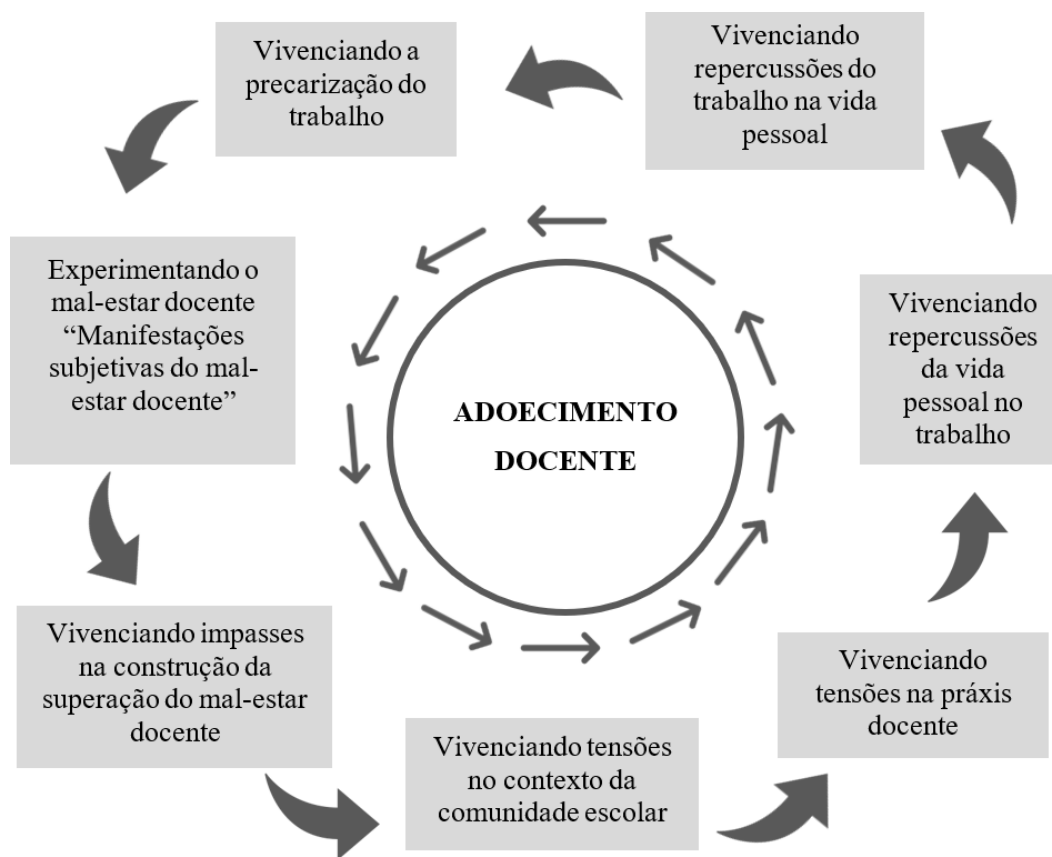 Vivenciando a
precarização do
trabalho
Vivenciando
repercussões do
trabalho na vida
pessoal
Experimentando o
mal-estar docente
“Manifestações
subjetivas do mal-
estar docente”
ADOECIMENTO
DOCENTE
Vivenciando
repercussões
da vida
pessoal no
trabalho
Vivenciando impasses
na construção da
superação do mal-estar
docente
Vivenciando tensões
no contexto da
comunidade escolar
Vivenciando
tensões na práxis
docente